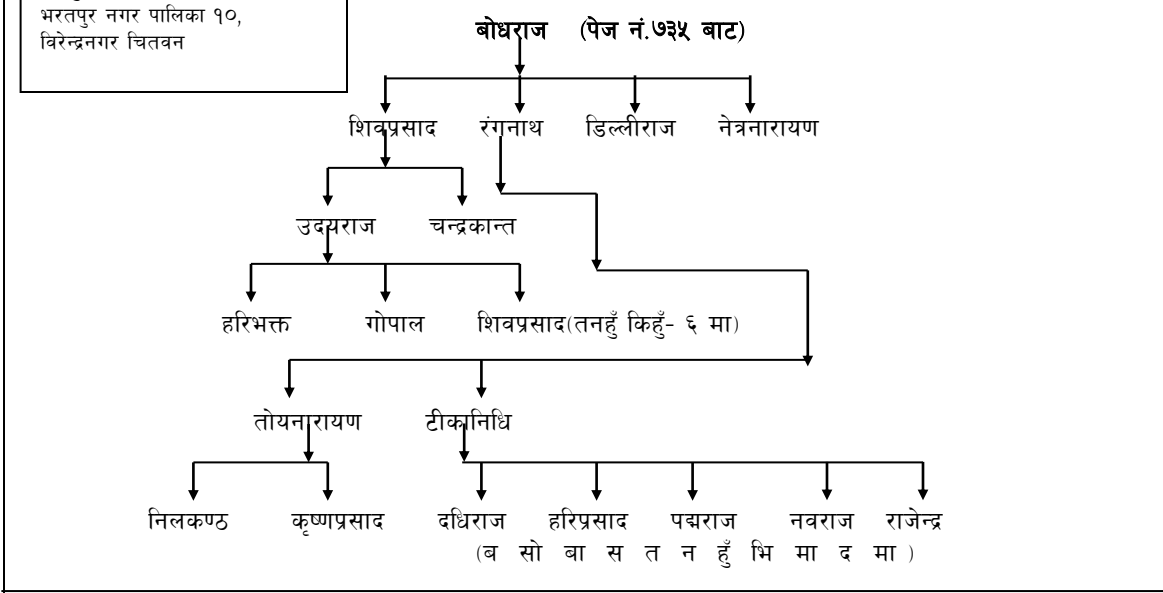 भरतपुर नगर पालिका १०,
विरेन्द्रनगर चितवन
बोधराज (पेज नं.७३५ बाट)
शिवप्रसाद रंगनाथ डिल्लीराज नेत्रनारायण
उदयराज चन्द्रकान्त
हरिभक्त गोपाल शिवप्रसाद(तनहुँ किहुँ- ६ मा)
तोयनारायण टीकानिधि
निलकण्ठ कृष्णप्रसाद दधिराज हरिप्रसाद पद्मराज नवराज राजेन्द्र
(ब सो बा स त न हुँ भि मा द मा )